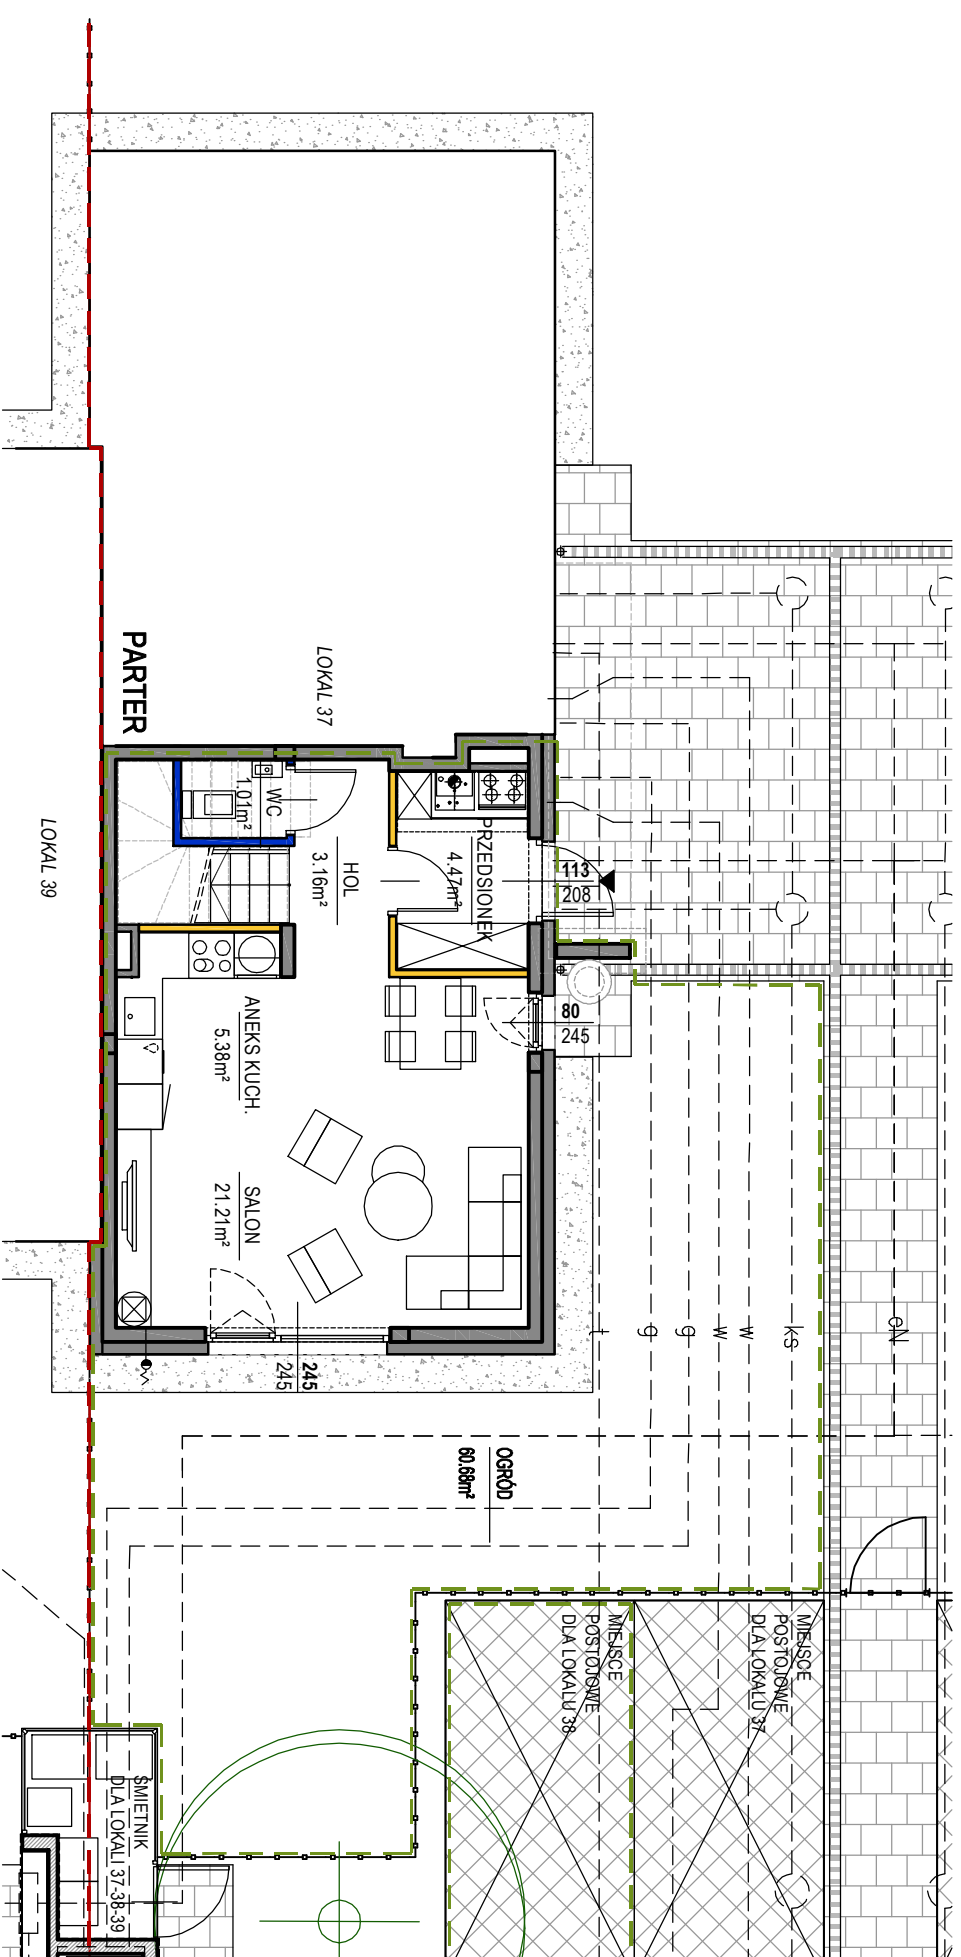 PARTER
LOKAL 37
LOKAL 39
WC
1.01m²
HOL
3.16m²
PRZEDSIONEK
4.47m²
113
208
80
245
ANEKS KUCH.
5.38m²
SALON
21.21m²
245
245
t
g
g
w
w
ks
eN
OGRÓD
60.68m²
MIEJSCE
POSTOJOWE
DLA LOKALU 38
MIEJSCE
POSTOJOWE
DLA LOKALU 37
ŚMIETNIK
DLA LOKALI 37-38-39